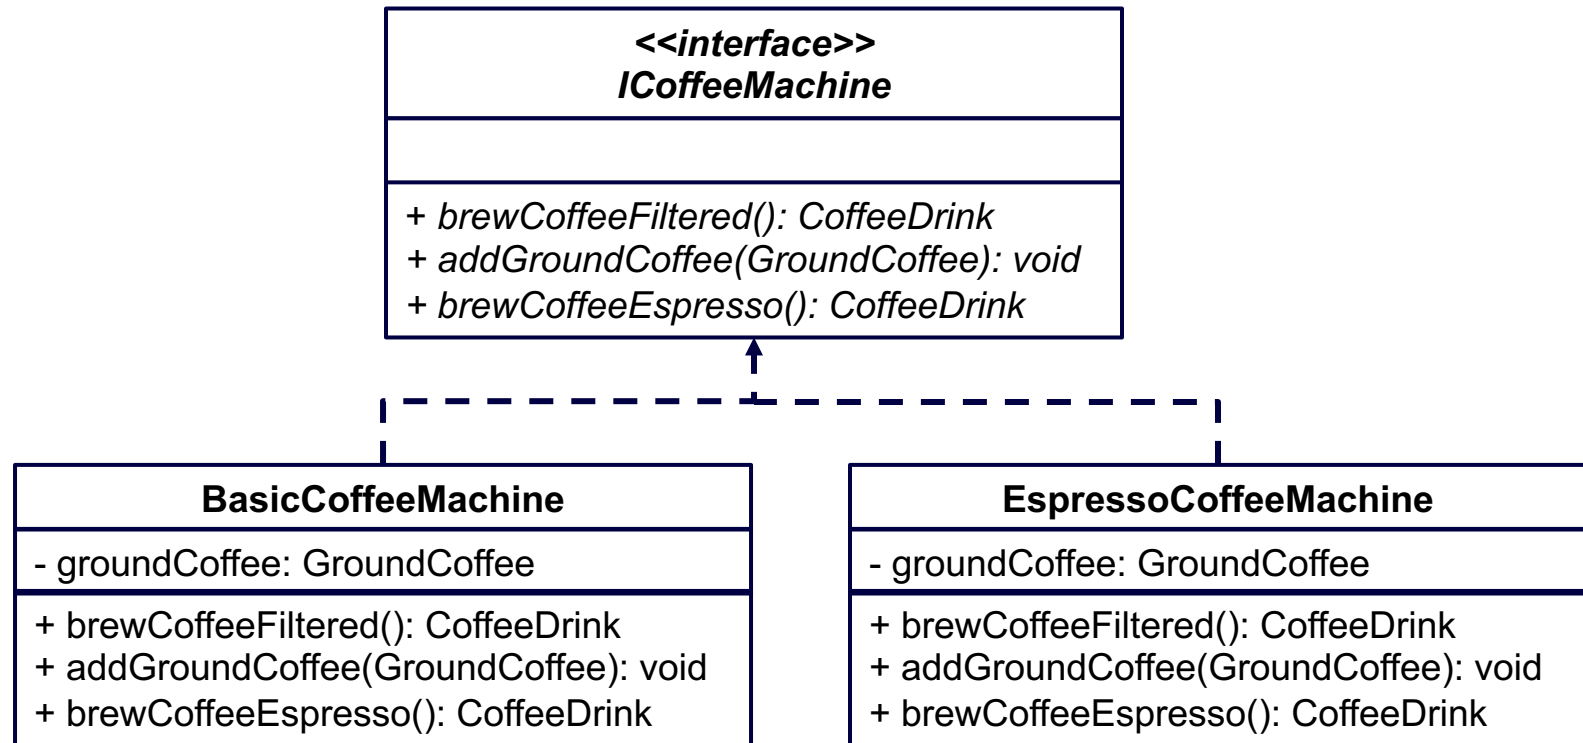 <<interface>>
ICoffeeMachine
+ brewCoffeeFiltered(): CoffeeDrink
+ addGroundCoffee(GroundCoffee): void
+ brewCoffeeEspresso(): CoffeeDrink
BasicCoffeeMachine
- groundCoffee: GroundCoffee
+ brewCoffeeFiltered(): CoffeeDrink
+ addGroundCoffee(GroundCoffee): void
+ brewCoffeeEspresso(): CoffeeDrink
EspressoCoffeeMachine
- groundCoffee: GroundCoffee
+ brewCoffeeFiltered(): CoffeeDrink
+ addGroundCoffee(GroundCoffee): void
+ brewCoffeeEspresso(): CoffeeDrink